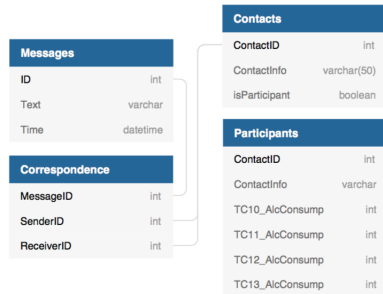 Messages
ID int
Text varchar
Time datetime
Correspondence
MessageID int
SenderID int
ReceiverID int
Contacts
ContactID int
ContactInfo varchar(50)
isParticipant boolean
Participants
ContactID int
ContactInfo varchar
TC10_AlcConsump int
TC11_AlcConsump int
TC12_AlcConsump int
TC13_AlcConsump int